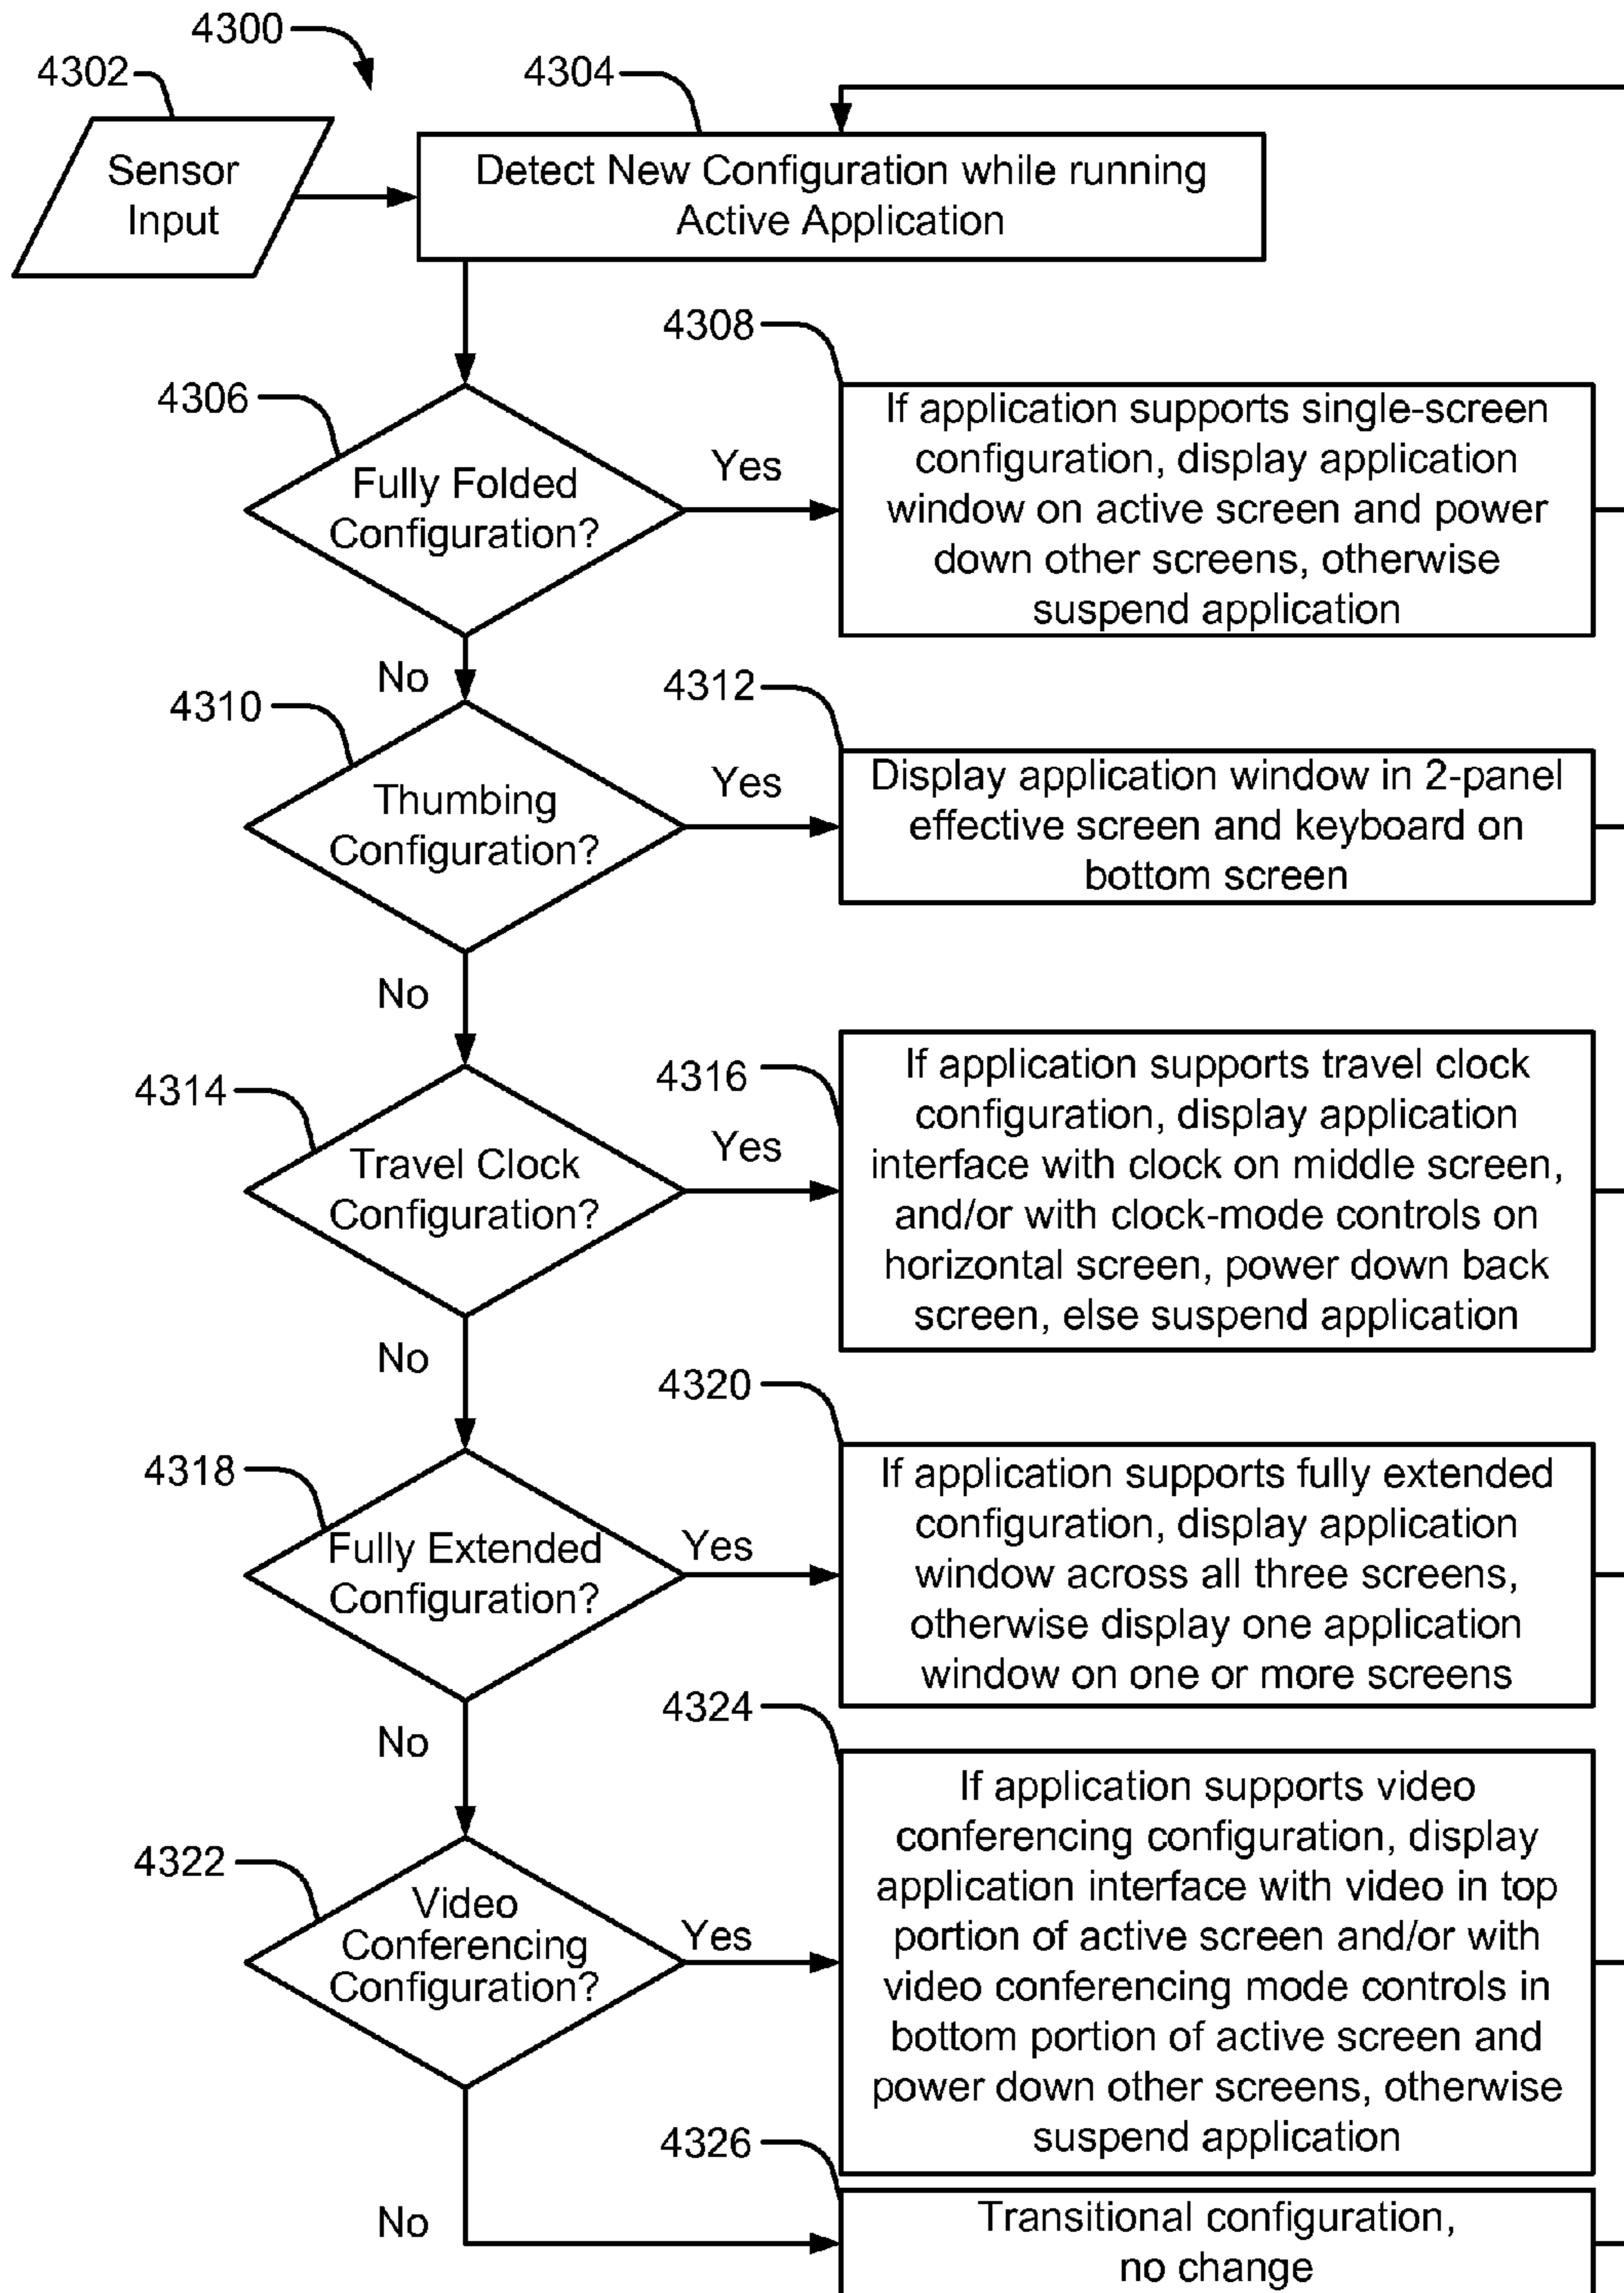 4300
4302
4304
Sensor
Input
Detect New Configuration while running
Active Application
4306
4308
Fully Folded
Configuration?
Yes
If application supports single-screen
configuration, display application
window on active screen and power
down other screens, otherwise
suspend application
No
4310
4312
Thumbing
Configuration?
Yes
Display application window in 2-panel
effective screen and keyboard on
bottom screen
No
4314
4316
Travel Clock
Configuration?
Yes
If application supports travel clock
configuration, display application
interface with clock on middle screen,
and/or with clock-mode controls on
horizontal screen, power down back
screen, else suspend application
No
4318
4320
Fully Extended
Configuration?
Yes
If application supports fully extended
configuration, display application
window across all three screens,
otherwise display one application
window on one or more screens
No
4322
4324
Video
Conferencing
Configuration?
Yes
If application supports video
conferencing configuration, display
application interface with video in top
portion of active screen and/or with
video conferencing mode controls in
bottom portion of active screen and
power down other screens, otherwise
suspend application
No
4326
Transitional configuration,
no change